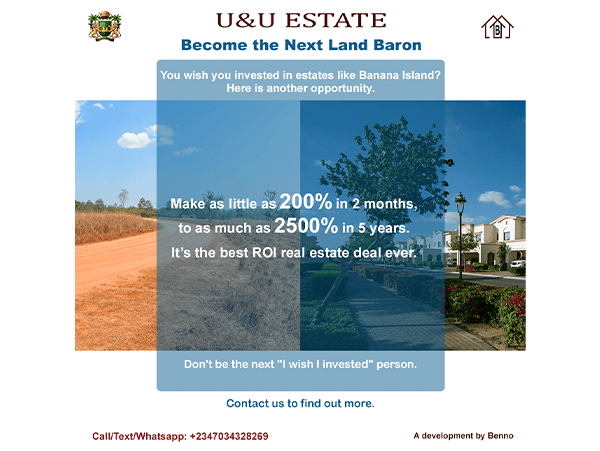 U&U ESTATE
Become the Next Land Baron
You wish you invested in estates like Banana Island?
Here is another opportunity.
Make as little as 200% in 2 months,
to as much as 2500% in 5 years.
It's the best ROI real estate deal ever.
Don't be the next "I wish I invested" person.
Contact us to find out more.
Call/Text/Whatsapp: +2347034328269
A development by Benno